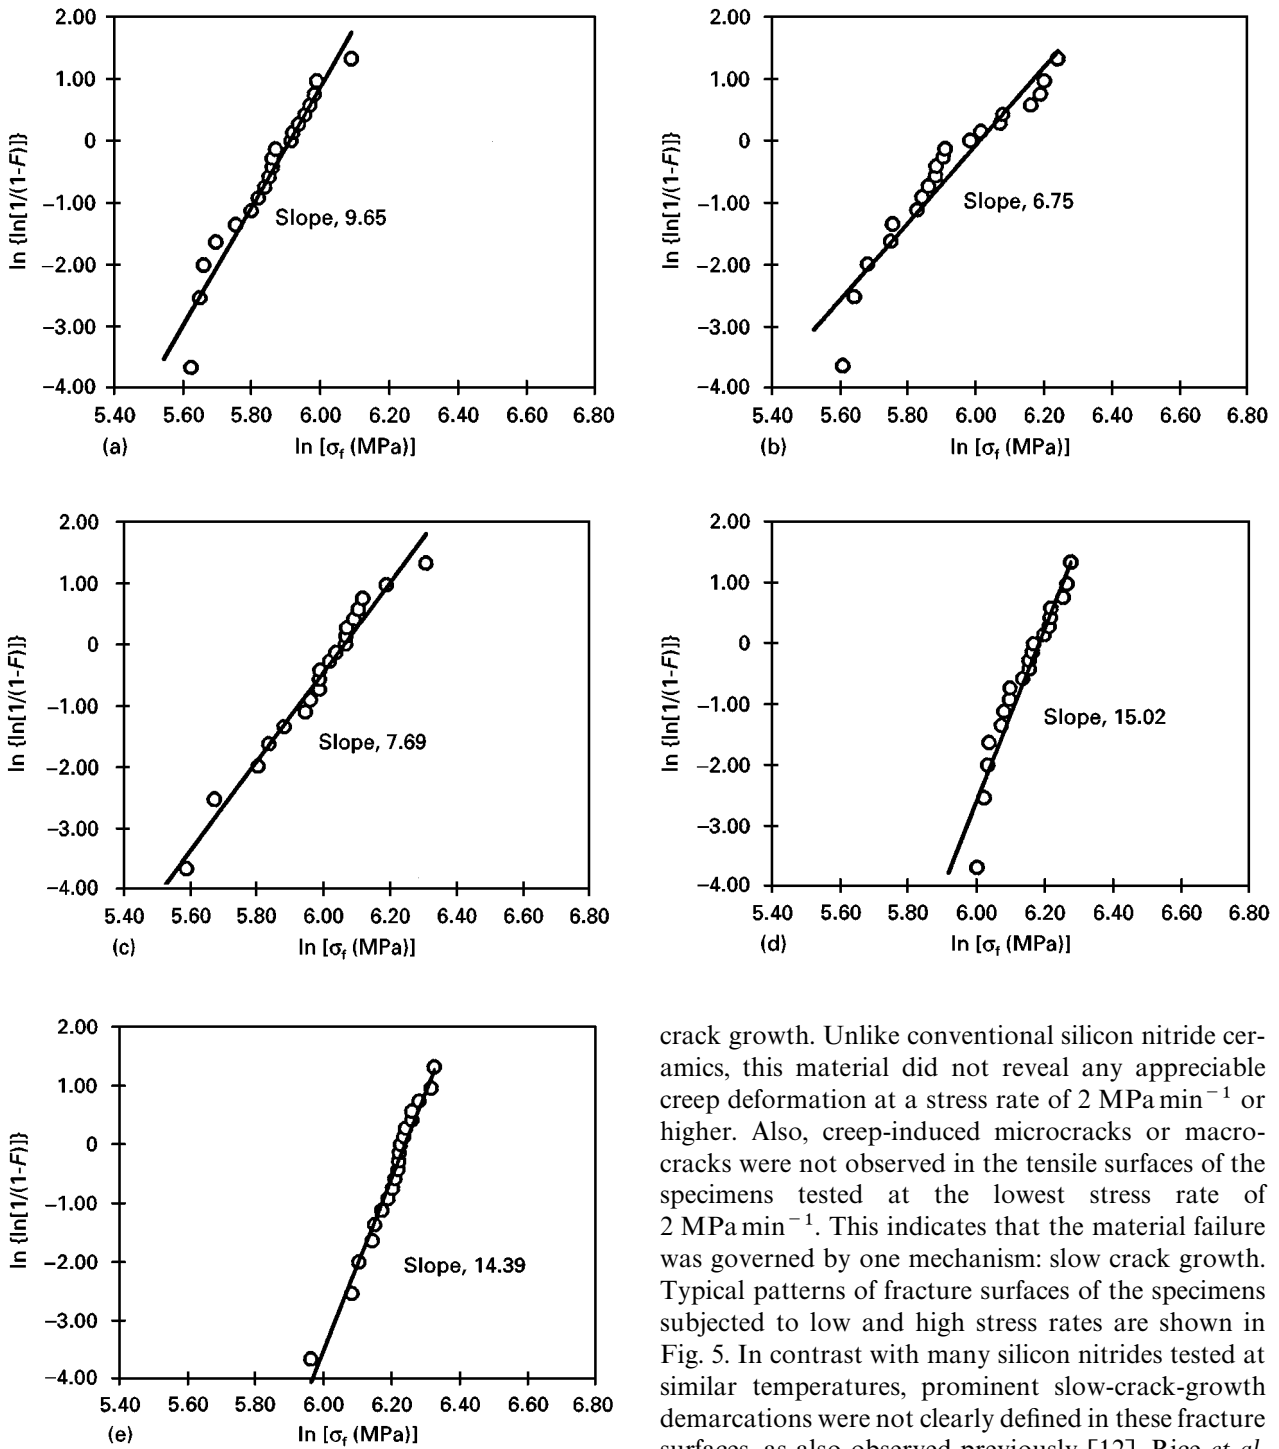 2.00
1.00
0
−1.00
−2.00
−3.00
−4.00
ln {ln[1/(1-F)]}
Slope, 9.65
5.40 5.60 5.80 6.00 6.20 6.40 6.60 6.80
(a) ln [σf (MPa)]
2.00
1.00
0
−1.00
−2.00
−3.00
−4.00
ln {ln[1/(1-F)]}
Slope, 6.75
5.40 5.60 5.80 6.00 6.20 6.40 6.60 6.80
(b) ln [σf (MPa)]
2.00
1.00
0
−1.00
−2.00
−3.00
−4.00
ln {ln[1/(1-F)]}
Slope, 7.69
5.40 5.60 5.80 6.00 6.20 6.40 6.60 6.80
(c) ln [σf (MPa)]
2.00
1.00
0
−1.00
−2.00
−3.00
−4.00
ln {ln[1/(1-F)]}
Slope, 15.02
5.40 5.60 5.80 6.00 6.20 6.40 6.60 6.80
(d) ln [σf (MPa)]
2.00
1.00
0
−1.00
−2.00
−3.00
−4.00
ln {ln[1/(1-F)]}
Slope, 14.39
5.40 5.60 5.80 6.00 6.20 6.40 6.60 6.80
(e) ln [σf (MPa)]
crack growth. Unlike conventional silicon nitride cer-
amics, this material did not reveal any appreciable
creep deformation at a stress rate of 2 MPa min⁻¹ or
higher. Also, creep-induced microcracks or macro-
cracks were not observed in the tensile surfaces of the
specimens tested at the lowest stress rate of
2 MPa min⁻¹. This indicates that the material failure
was governed by one mechanism: slow crack growth.
Typical patterns of fracture surfaces of the specimens
subjected to low and high stress rates are shown in
Fig. 5. In contrast with many silicon nitrides tested at
similar temperatures, prominent slow-crack-growth
demarcations were not clearly defined in these fracture
surfaces, as also observed previously [12]. Rice et al.